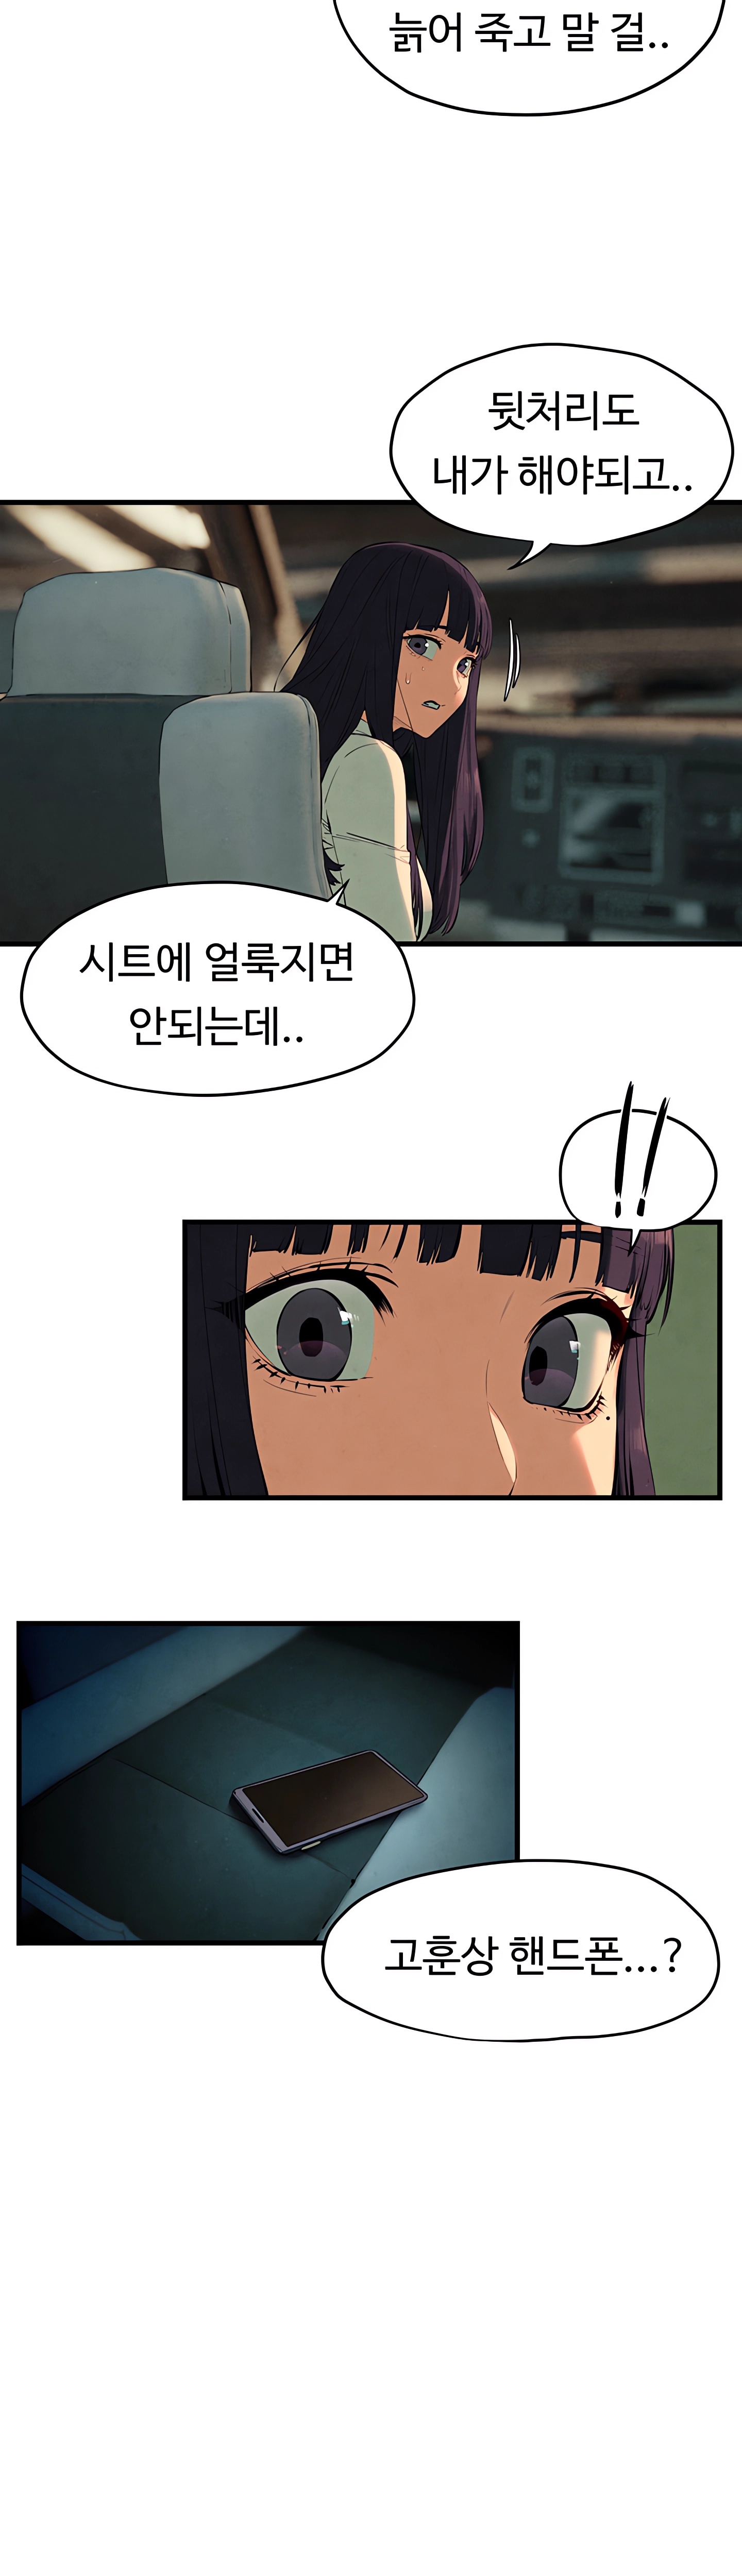 늙어 죽고 말 걸..
뒷처리도
내가 해야되고..
시트에 얼룩지면
안되는데..
!!
고훈상 핸드폰...?